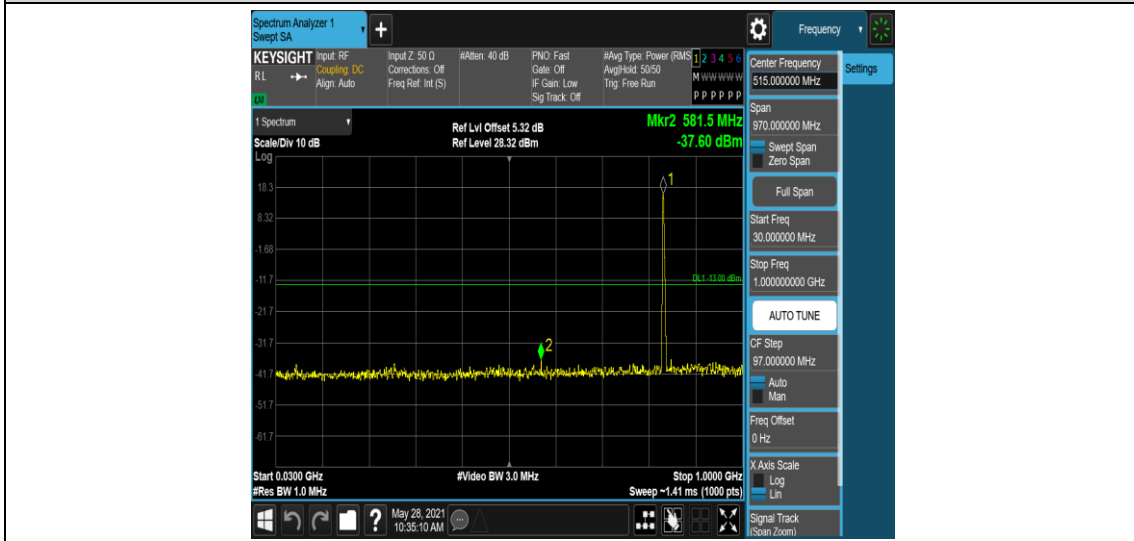 Spectrum Analyzer 1
Swept SA
+
Frequency
KEYSIGHT
RL
Input: RF
Coupling: DC
Align: Auto
Input Z: 50 Ω
Corrections: Off
Freq Ref: Int (S)
#Atten: 40 dB
PNO: Fast
Gate: Off
IF Gain: Low
Sig Track: Off
#Avg Type: Power (RMS
Avg|Hold: 50/50
Trig: Free Run
1 2 3 4 5 6
M W W W W W
P P P P P P
1 Spectrum
Scale/Div 10 dB
Log
Ref Lvl Offset 5.32 dB
Ref Level 28.32 dBm
Mkr2 581.5 MHz
-37.60 dBm
18.3
8.32
-1.68
-11.7
-21.7
-31.7
-41.7
-51.7
-61.7
1
DL1 -13.00 dBm
2
Start 0.0300 GHz
#Res BW 1.0 MHz
#Video BW 3.0 MHz
Stop 1.0000 GHz
Sweep ~1.41 ms (1000 pts)
Center Frequency
515.000000 MHz
Settings
Span
970.000000 MHz
Swept Span
Zero Span
Full Span
Start Freq
30.000000 MHz
Stop Freq
1.000000000 GHz
AUTO TUNE
CF Step
97.000000 MHz
Auto
Man
Freq Offset
0 Hz
X Axis Scale
Log
Lin
Signal Track
(Span Zoom)
?
May 28, 2021
10:35:10 AM